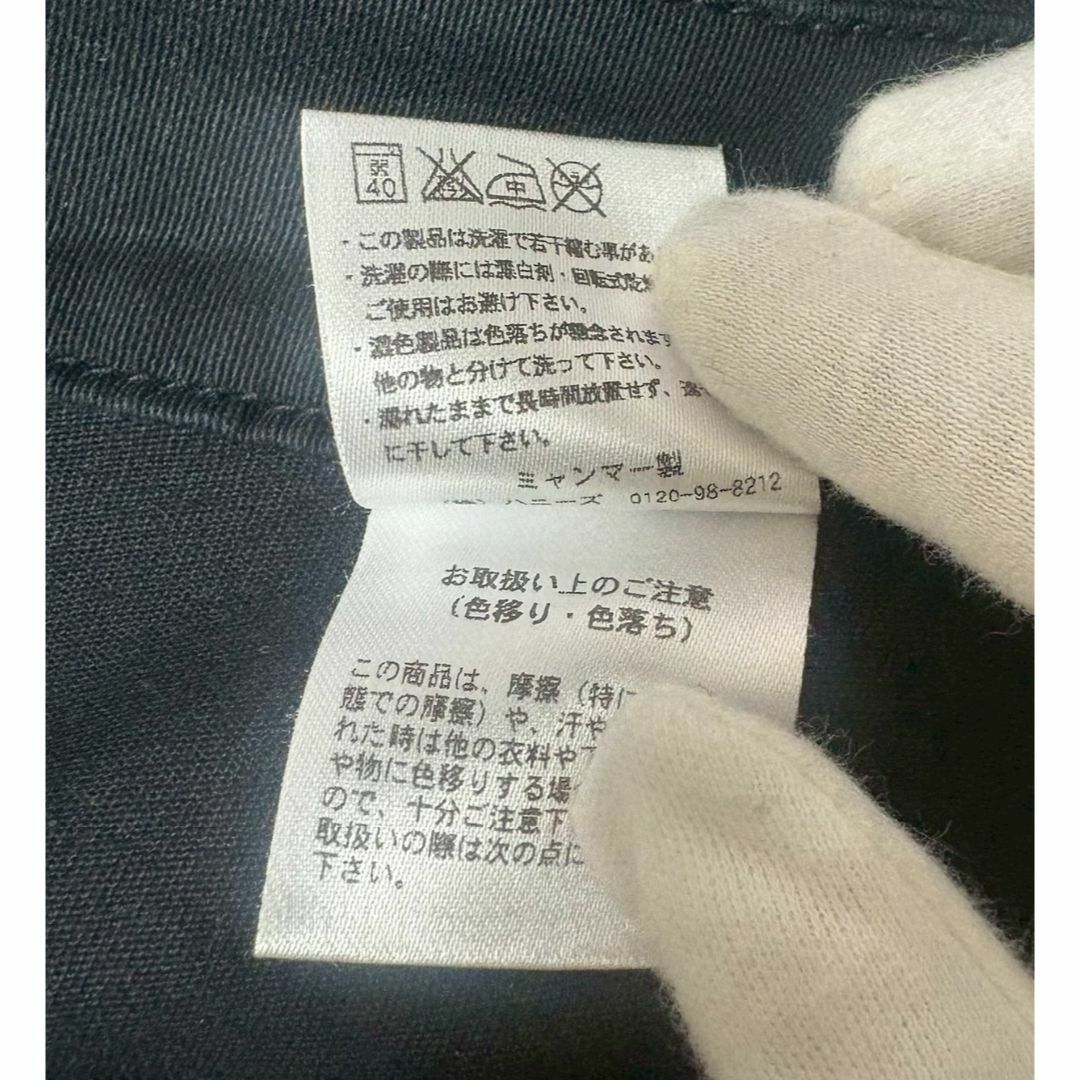 40
中
・この製品は洗濯で若干縮む事があ
・洗濯の際には漂白剤・回転式乾燥
ご使用はお避け下さい。
・濃色製品は色落ちが懸念されます
他の物と分けて洗って下さい。
・濡れたままで長時間放置せず、速
に干して下さい。
ミャンマー製
ハニーズ 0120-98-8212
お取扱い上のご注意
（色移り・色落ち）
この商品は、摩擦（特に
態での摩擦）や、汗や
れた時は他の衣料や
や物に色移りする場
ので、十分ご注意下
取扱いの際は次の点に
下さい。